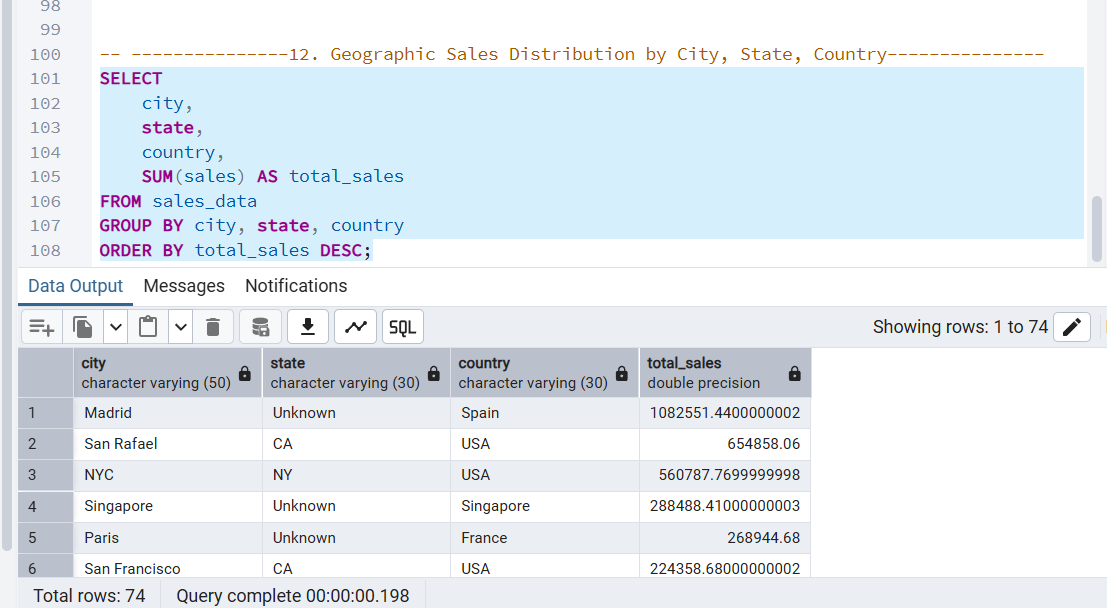 98
99
100 -- ---------------12. Geographic Sales Distribution by City, State, Country---------------
101 SELECT
102 city,
103 state,
104 country,
105 SUM(sales) AS total_sales
106 FROM sales_data
107 GROUP BY city, state, country
108 ORDER BY total_sales DESC;
Data Output Messages Notifications
SQL Showing rows: 1 to 74
city state country total_sales
character varying (50) character varying (30) character varying (30) double precision
1 Madrid Unknown Spain 1082551.4400000002
2 San Rafael CA USA 654858.06
3 NYC NY USA 560787.7699999998
4 Singapore Unknown Singapore 288488.41000000003
5 Paris Unknown France 268944.68
6 San Francisco CA USA 224358.68000000002
Total rows: 74 Query complete 00:00:00.198